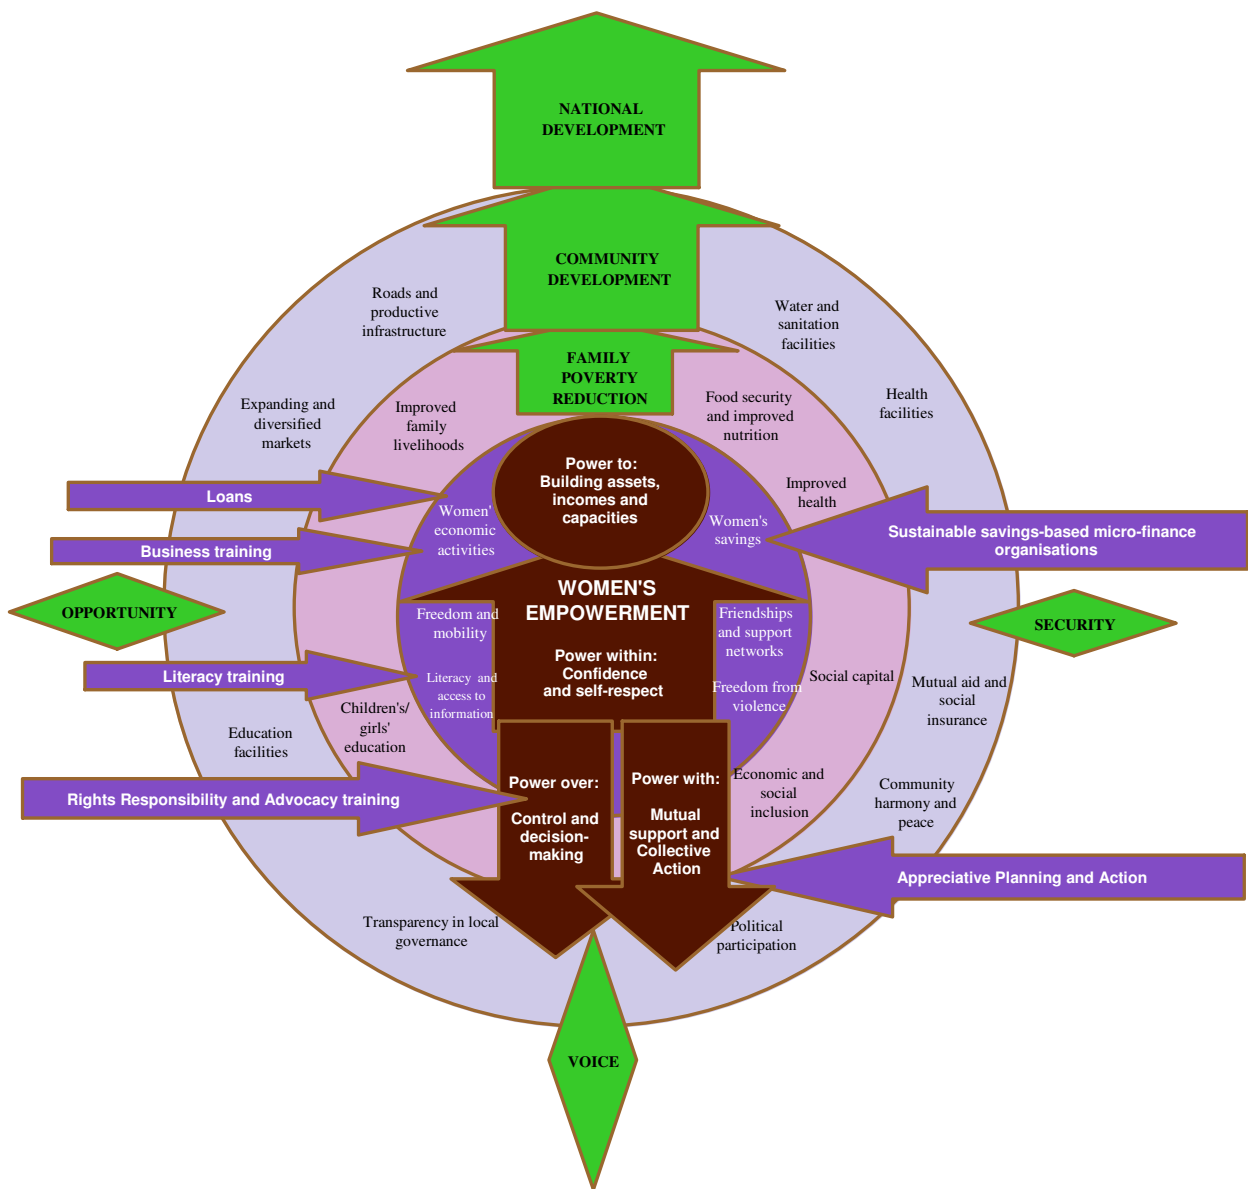 NATIONAL
DEVELOPMENT
COMMUNITY
DEVELOPMENT
Roads and
productive
infrastructure
Water and
sanitation
facilities
FAMILY
POVERTY
REDUCTION
Expanding and
diversified
markets
Improved
family
livelihoods
Food security
and improved
nutrition
Health
facilities
Power to:
Building assets,
incomes and
capacities
Improved
health
Loans
Women'
economic
activities
Women's
savings
Sustainable savings-based micro-finance
organisations
Business training
OPPORTUNITY
WOMEN'S
EMPOWERMENT
SECURITY
Freedom and
mobility
Friendships
and support
networks
Power within:
Confidence
and self-respect
Literacy training
Literacy and
access to
information
Freedom from
violence
Social capital
Mutual aid and
social
insurance
Education
facilities
Children's/
girls'
education
Power over:
Control and
decision-
making
Power with:
Mutual
support and
Collective
Action
Economic and
social
inclusion
Community
harmony and
peace
Rights Responsibility and Advocacy training
Appreciative Planning and Action
Transparency in local
governance
Political
participation
VOICE